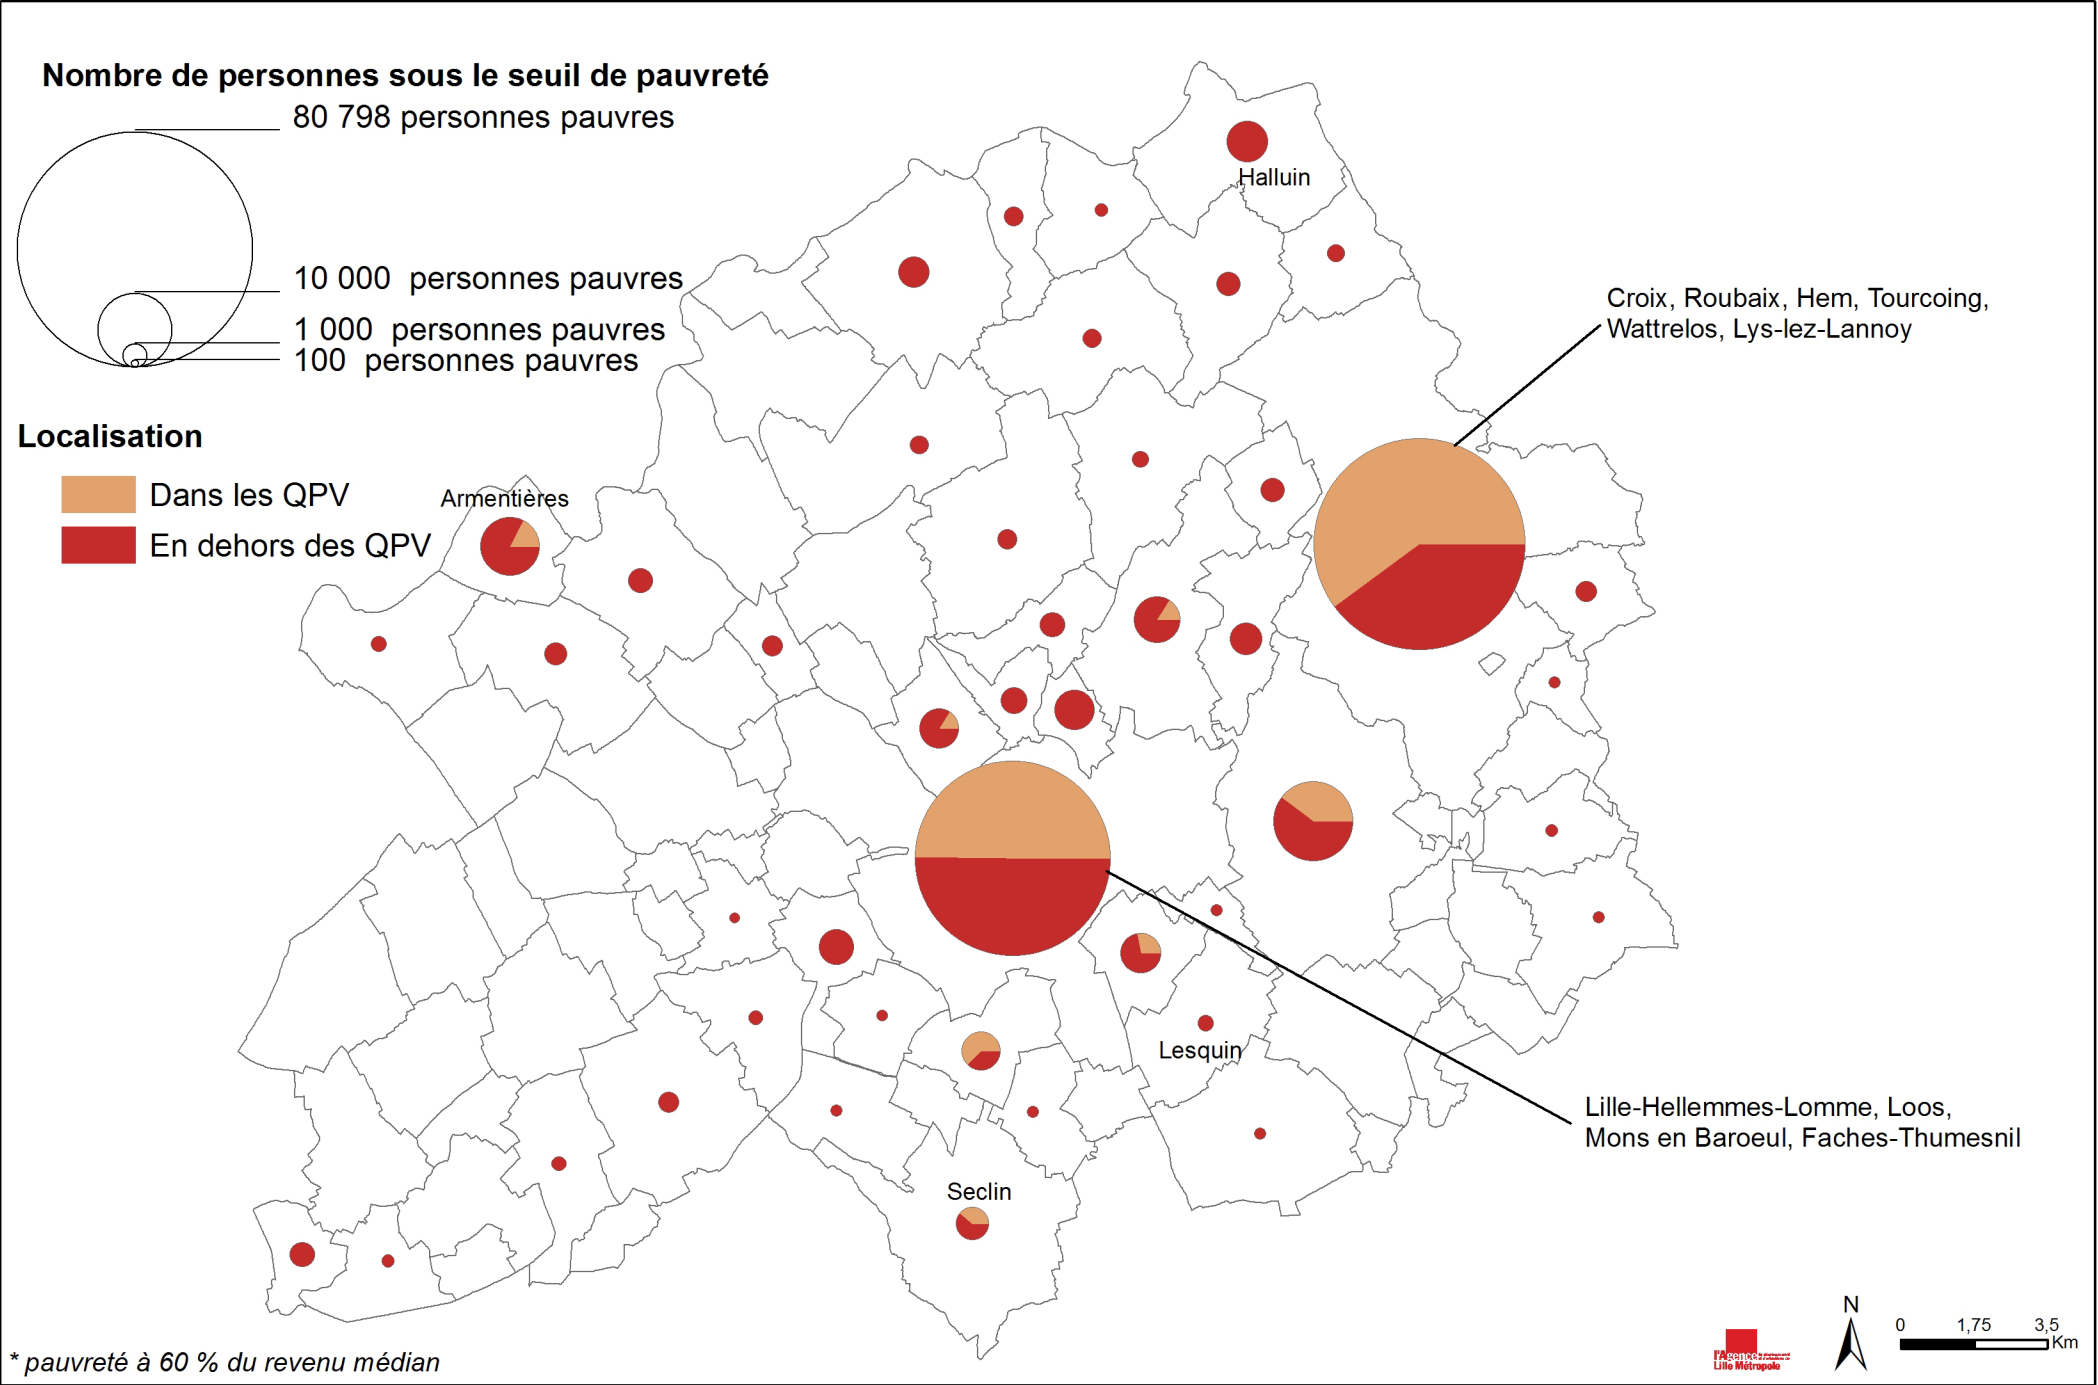 Nombre de personnes sous le seuil de pauvreté
80 798 personnes pauvres
10 000 personnes pauvres
1 000 personnes pauvres
100 personnes pauvres
Localisation
Dans les QPV
En dehors des QPV
Halluin
Croix, Roubaix, Hem, Tourcoing,
Wattrelos, Lys-lez-Lannoy
Armentières
Lesquin
Lille-Hellemmes-Lomme, Loos,
Mons en Baroeul, Faches-Thumesnil
Seclin
* pauvreté à 60 % du revenu médian
l'Agence
Lille Métropole
N
0 1,75 3,5
Km